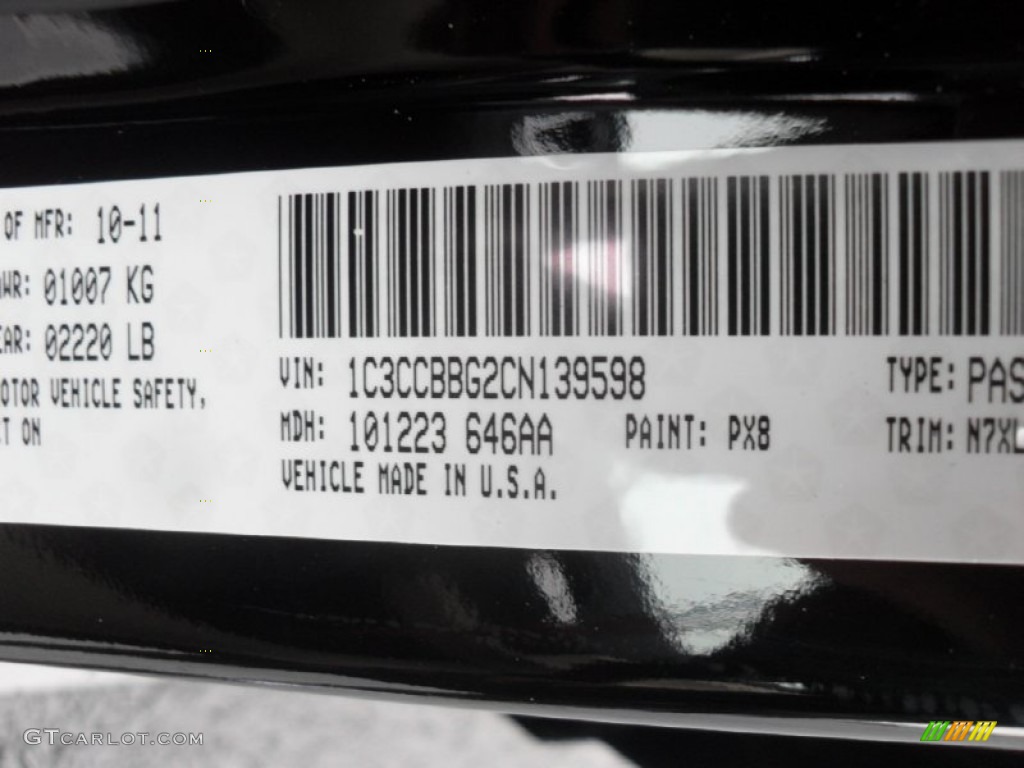 OF MFR: 10-11
01007 KG
02220 LB
VEHICLE SAFETY,
ON
VIN: 1C3CCBBG2CN139598
MDH: 101223 646AA PAINT: PX8
VEHICLE MADE IN U.S.A.
TYPE: PAS
TRIM: N7XL
GTCARLOT.COM